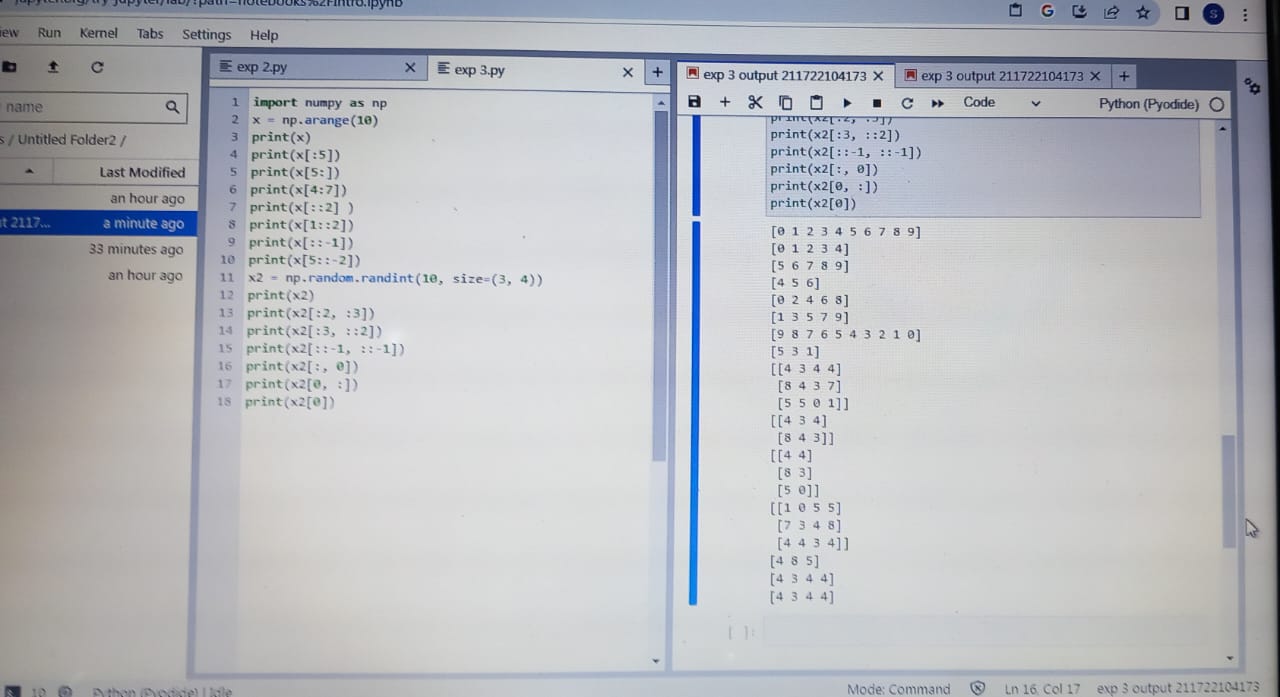 Run Kernel Tabs Settings Help
name
/ Untitled Folder2 /
Last Modified
an hour ago
t 2117... a minute ago
33 minutes ago
an hour ago
exp 2.py
exp 3.py
1 import numpy as np
2 x = np.arange(10)
3 print(x)
4 print(x[:5])
5 print(x[5:])
6 print(x[4:7])
7 print(x[::2] )
8 print(x[1::2])
9 print(x[::-1])
10 print(x[5::-2])
11 x2 = np.random.randint(10, size=(3, 4))
12 print(x2)
13 print(x2[:2, :3])
14 print(x2[:3, ::2])
15 print(x2[::-1, ::-1])
16 print(x2[:, 0])
17 print(x2[0, :])
18 print(x2[0])
exp 3 output 211722104173
exp 3 output 211722104173
Code
Python (Pyodide)
print(x2[:2, :3])
print(x2[:3, ::2])
print(x2[::-1, ::-1])
print(x2[:, 0])
print(x2[0, :])
print(x2[0])
[0 1 2 3 4 5 6 7 8 9]
[0 1 2 3 4]
[5 6 7 8 9]
[4 5 6]
[0 2 4 6 8]
[1 3 5 7 9]
[9 8 7 6 5 4 3 2 1 0]
[5 3 1]
[[4 3 4 4]
[8 4 3 7]
[5 5 0 1]]
[[4 3 4]
[8 4 3]]
[[4 4]
[8 3]
[5 0]]
[[1 0 5 5]
[7 3 4 8]
[4 4 3 4]]
[4 8 5]
[4 3 4 4]
[4 3 4 4]
[ ]:
10 Python (Pyodide) | Idle
Mode: Command
Ln 16, Col 17
exp 3 output 211722104173